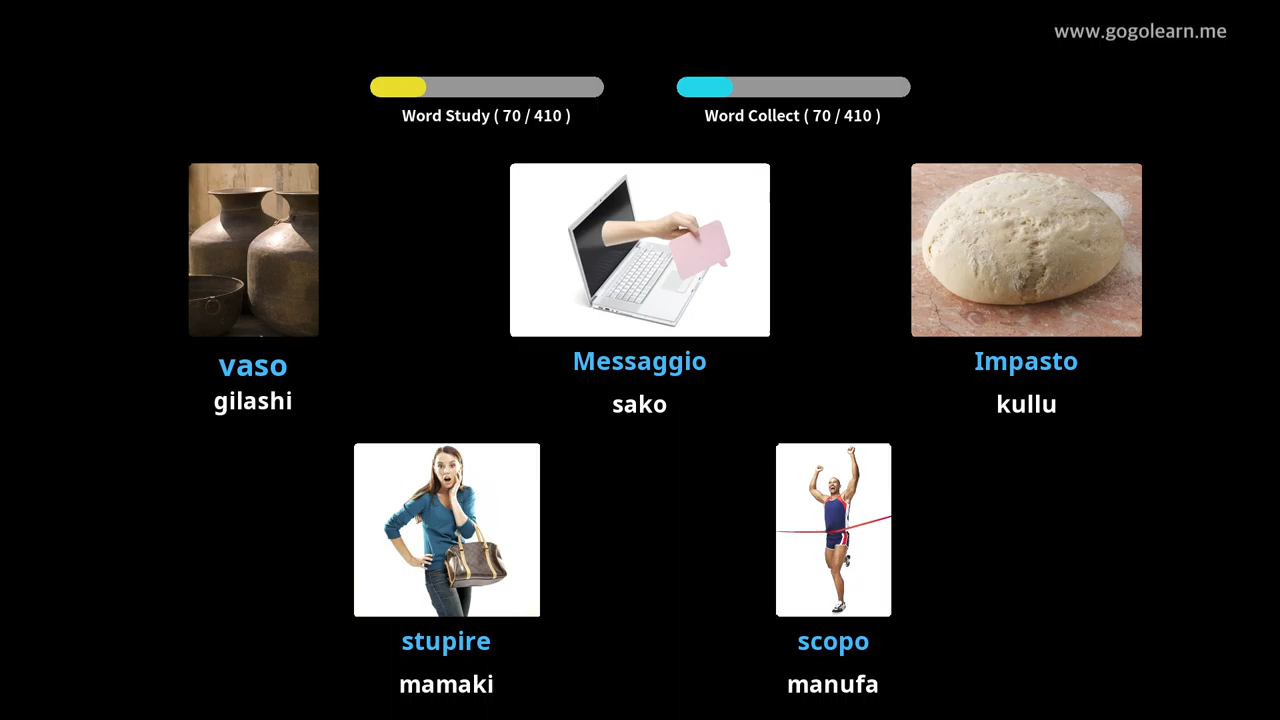 www.gogolearn.me
Word Study ( 70 / 410 )
Word Collect ( 70 / 410 )
vaso
gilashi
Messaggio
sako
Impasto
kullu
stupire
mamaki
scopo
manufa